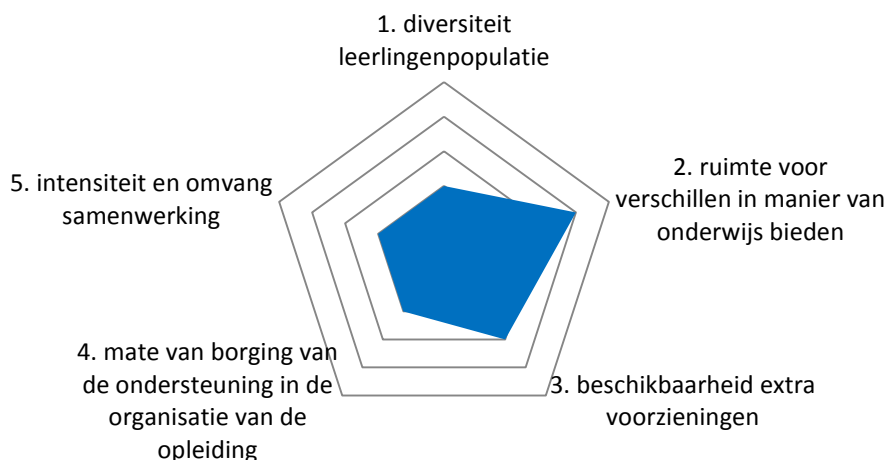 1. diversiteit
leerlingenpopulatie
2. ruimte voor
verschillen in manier van
onderwijs bieden
3. beschikbaarheid extra
voorzieningen
4. mate van borging van
de ondersteuning in de
organisatie van de
opleiding
5. intensiteit en omvang
samenwerking